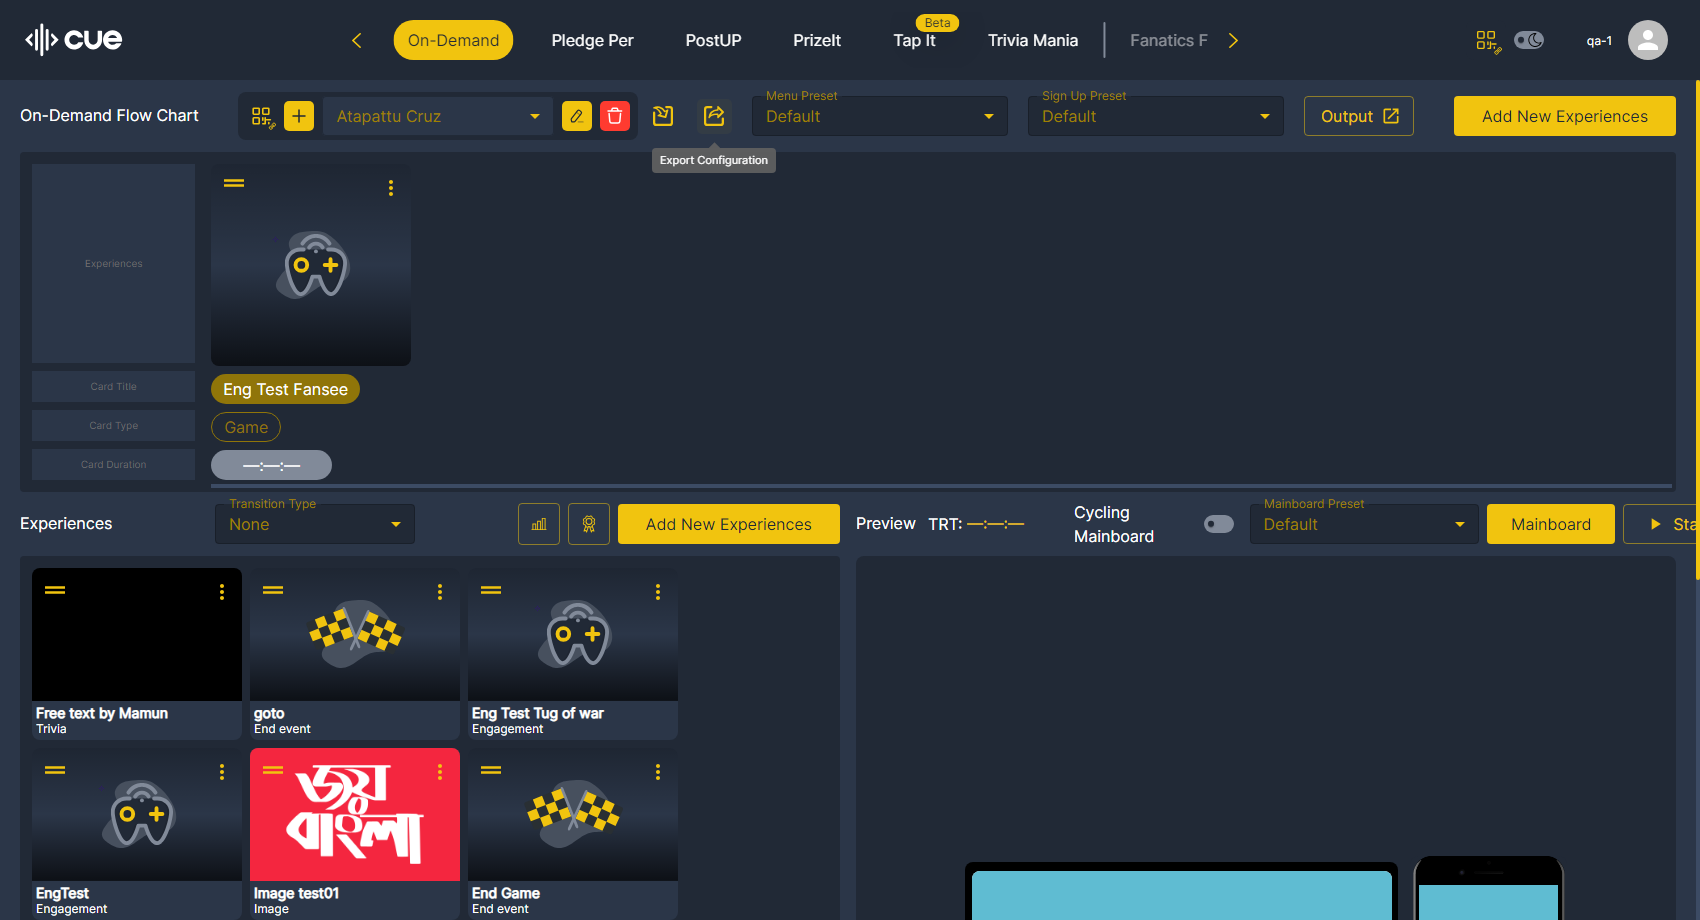 cue
On-Demand
Pledge Per
PostUP
PrizeIt
Beta
Tap It
Trivia Mania
Fanatics F
qa-1
On-Demand Flow Chart
Atapattu Cruz
Menu Preset
Default
Sign Up Preset
Default
Output
Add New Experiences
Export Configuration
Experiences
Card Title
Eng Test Fansee
Card Type
Game
Card Duration
—:—:—
Experiences
Transition Type
None
Add New Experiences
Preview
TRT: —:—:—
Cycling
Mainboard
Mainboard Preset
Default
Mainboard
Sta
Free text by Mamun
Trivia
goto
End event
Eng Test Tug of war
Engagement
জয়
বাংলা
EngTest
Engagement
Image test01
Image
End Game
End event